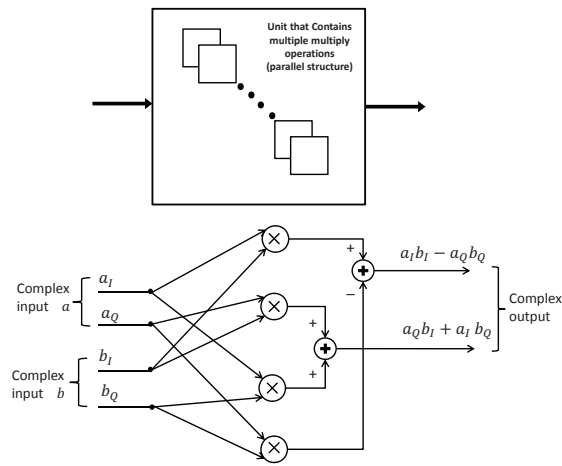 Unit that Contains
multiple multiply
operations
(parallel structure)
Complex
input a
a_I
a_Q
Complex
input b
b_I
b_Q
×
×
×
×
+
+
−
+
+
+
a_I b_I − a_Q b_Q
a_Q b_I + a_I b_Q
Complex
output